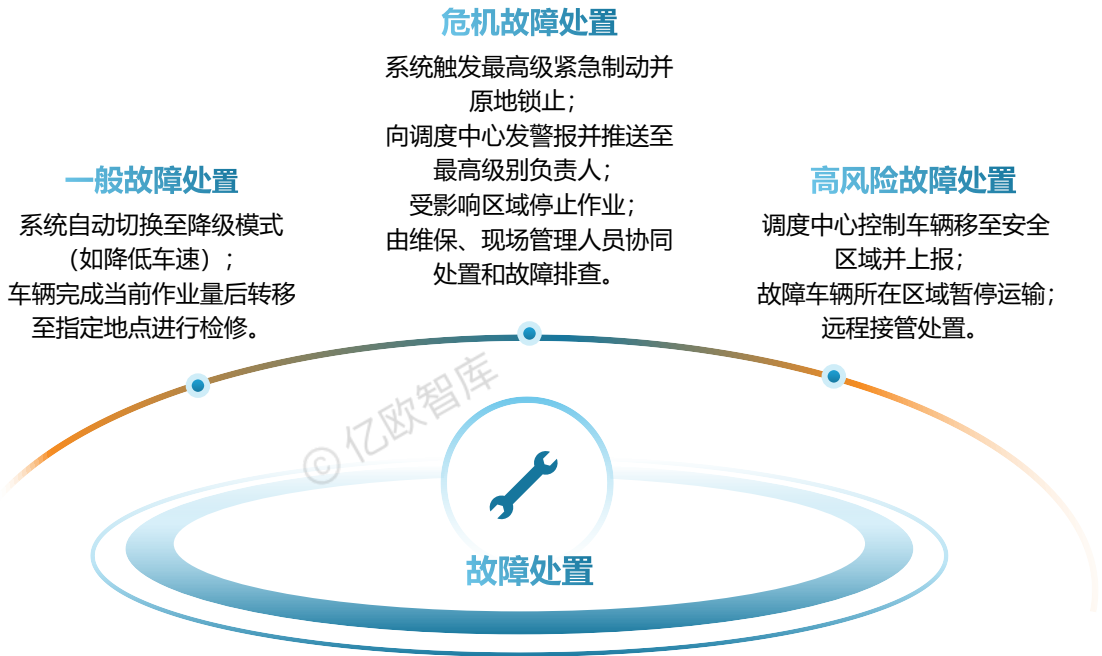 危机故障处置
系统触发最高级紧急制动并
原地锁止；
向调度中心发警报并推送至
最高级别负责人；
受影响区域停止作业；
由维保、现场管理人员协同
处置和故障排查。
一般故障处置
系统自动切换至降级模式
（如降低车速）；
车辆完成当前作业量后转移
至指定地点进行检修。
高风险故障处置
调度中心控制车辆移至安全
区域并上报；
故障车辆所在区域暂停运输；
远程接管处置。
© 亿欧智库
故障处置